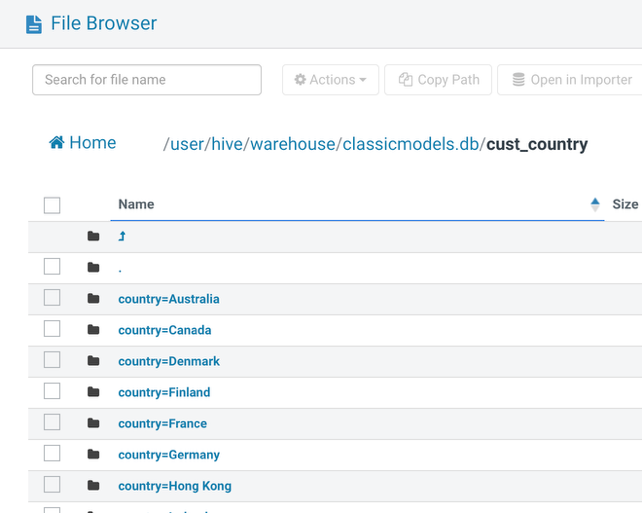 File Browser
Search for file name
Actions
Copy Path
Open in Importer
Home
/user/hive/warehouse/classicmodels.db/cust_country
Name
Size
.
country=Australia
country=Canada
country=Denmark
country=Finland
country=France
country=Germany
country=Hong Kong